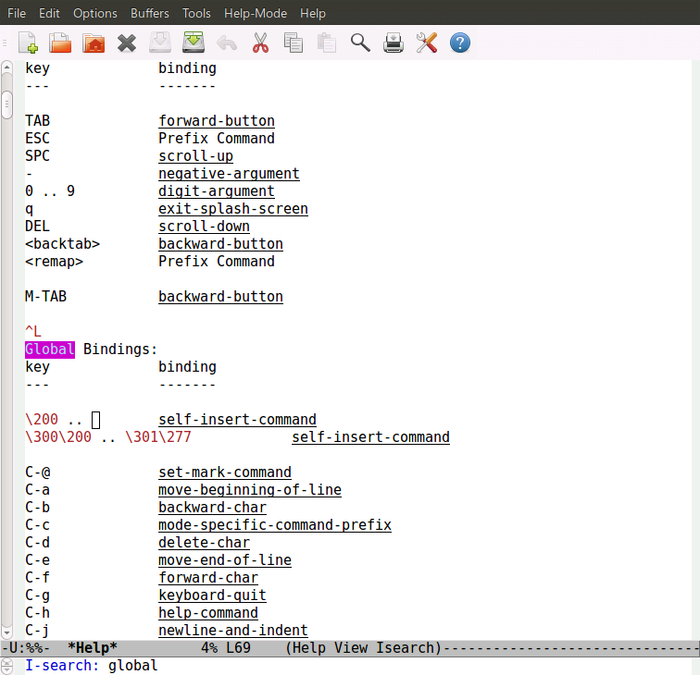 File Edit Options Buffers Tools Help-Mode Help
key binding
--- -------
TAB forward-button
ESC Prefix Command
SPC scroll-up
- negative-argument
0 .. 9 digit-argument
q exit-splash-screen
DEL scroll-down
<backtab> backward-button
<remap> Prefix Command
M-TAB backward-button
^L
Global Bindings:
key binding
--- -------
\200 .. self-insert-command
\300\200 .. \301\277 self-insert-command
C-@ set-mark-command
C-a move-beginning-of-line
C-b backward-char
C-c mode-specific-command-prefix
C-d delete-char
C-e move-end-of-line
C-f forward-char
C-g keyboard-quit
C-h help-command
C-j newline-and-indent
-U:%%- *Help* 4% L69 (Help View Isearch)-----------------------------
I-search: global